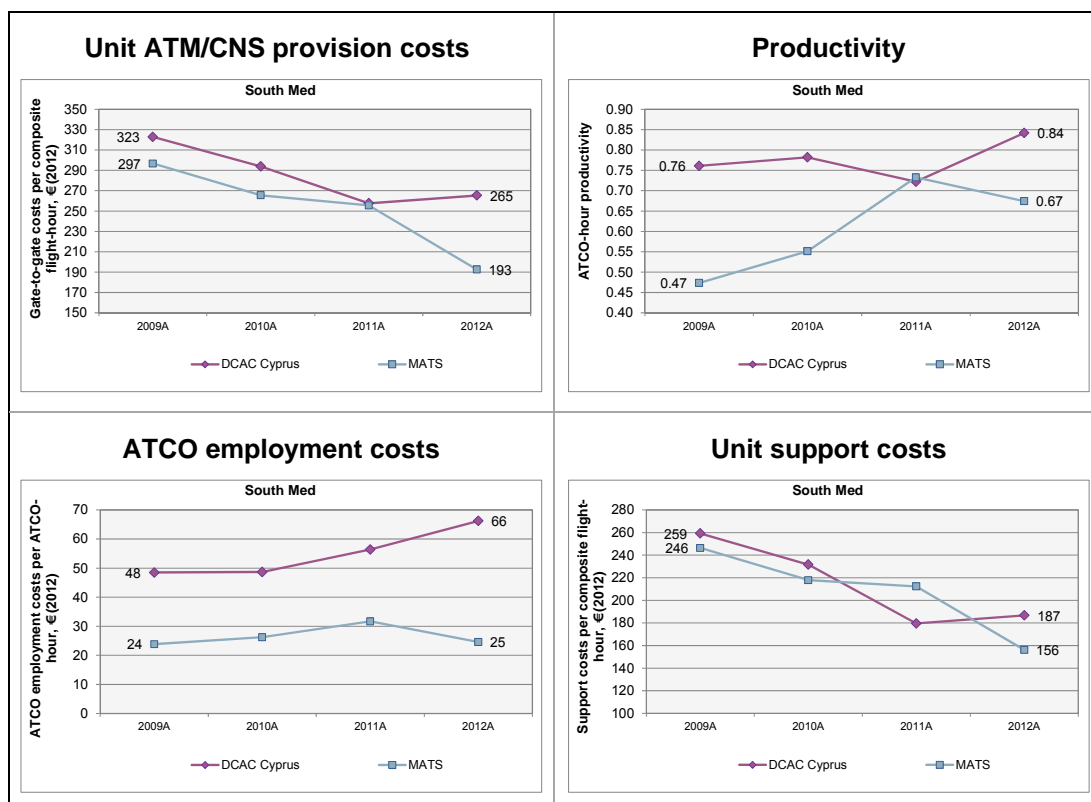 Unit ATM/CNS provision costs
South Med
Gate-to-gate costs per composite
flight-hour, €(2012)
350
330
310
290
270
250
230
210
190
170
150
323
297
265
193
2009A 2010A 2011A 2012A
DCAC Cyprus MATS
Productivity
South Med
ATCO-hour productivity
0.90
0.85
0.80
0.75
0.70
0.65
0.60
0.55
0.50
0.45
0.40
0.76
0.47
0.84
0.67
2009A 2010A 2011A 2012A
DCAC Cyprus MATS
ATCO employment costs
South Med
ATCO employment costs per ATCO-
hour, €(2012)
70
60
50
40
30
20
10
0
48
24
66
25
2009A 2010A 2011A 2012A
DCAC Cyprus MATS
Unit support costs
South Med
Support costs per composite flight-
hour, €(2012)
280
260
240
220
200
180
160
140
120
100
259
246
187
156
2009A 2010A 2011A 2012A
DCAC Cyprus MATS